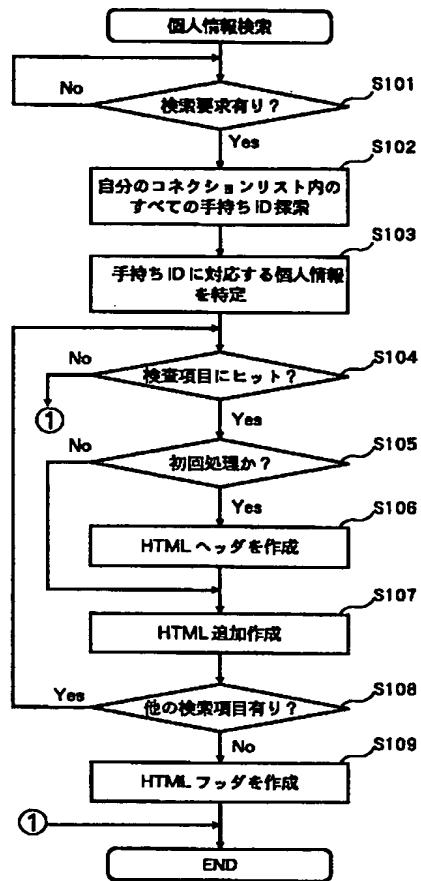 個人情報検索
No
検索要求有り？
S101
Yes
S102
自分のコネクションリスト内の
すべての手持ちID探索
S103
手持ちIDに対応する個人情報
を特定
No
S104
検査項目にヒット？
①
Yes
No
S105
初回処理か？
Yes
S106
HTMLヘッダを作成
S107
HTML追加作成
Yes
S108
他の検索項目有り？
No
S109
HTMLフッダを作成
①
END